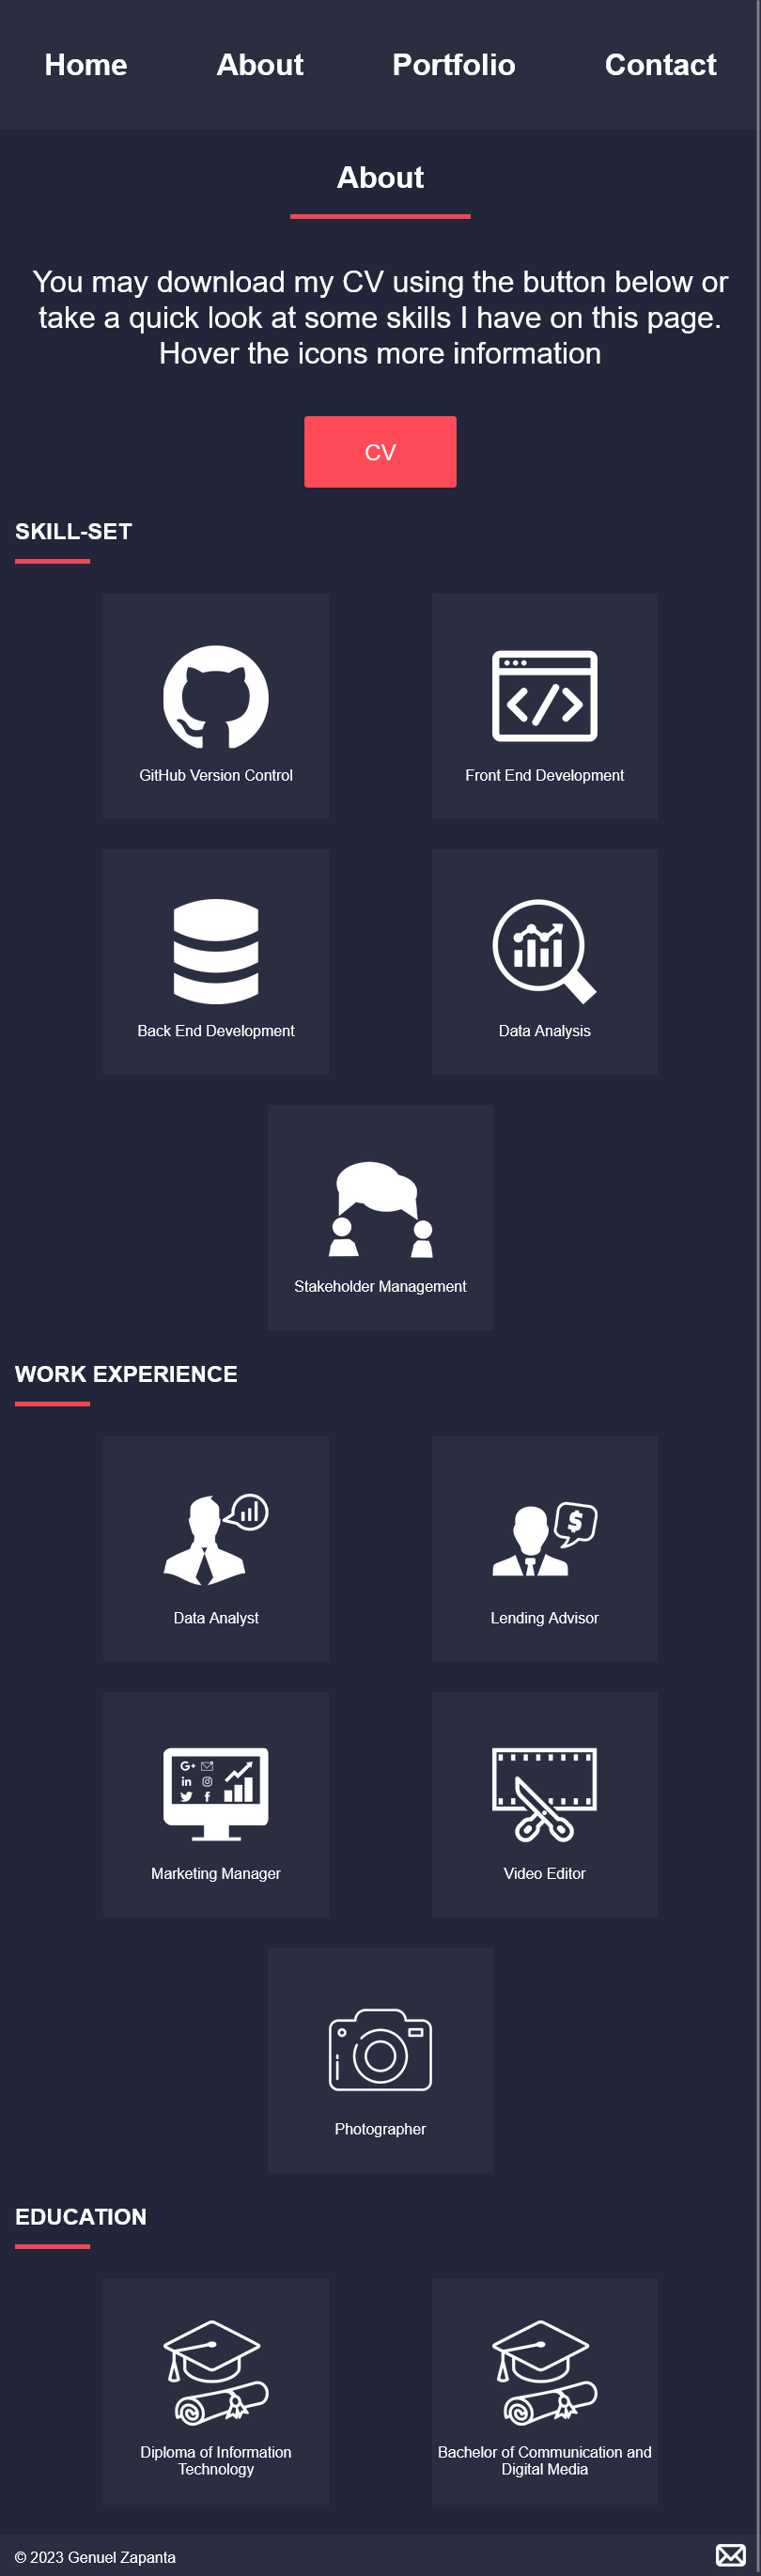 Home About Portfolio Contact
About
You may download my CV using the button below or
take a quick look at some skills I have on this page.
Hover the icons more information
CV
SKILL-SET
GitHub Version Control
Front End Development
Back End Development
Data Analysis
Stakeholder Management
WORK EXPERIENCE
Data Analyst
Lending Advisor
Marketing Manager
Video Editor
Photographer
EDUCATION
Diploma of Information
Technology
Bachelor of Communication and
Digital Media
© 2023 Genuel Zapanta